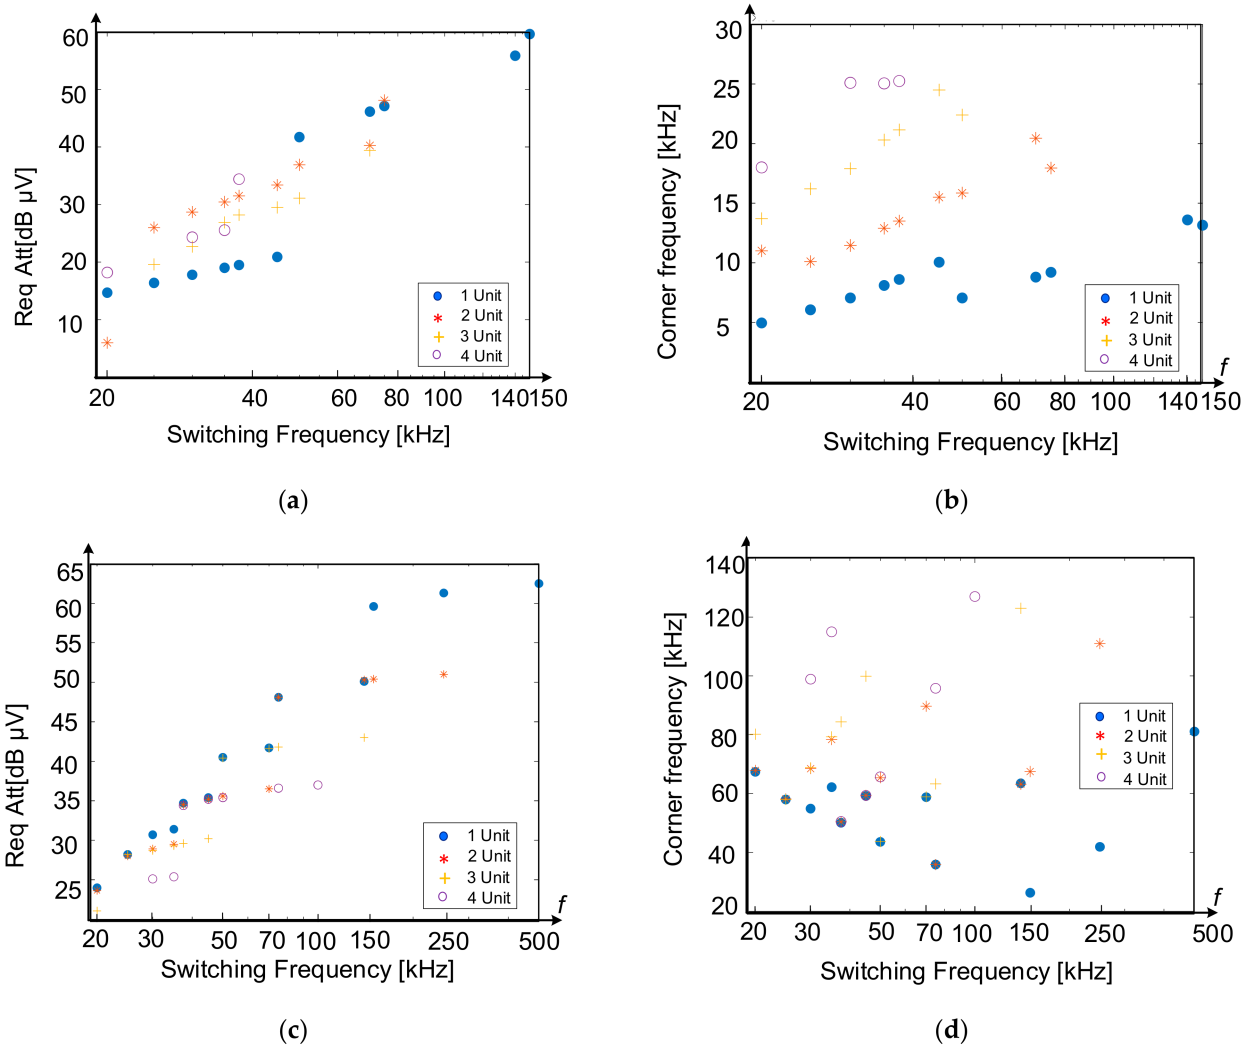 60
50
40
30
20
10
Req Att[dB µV]
1 Unit
2 Unit
3 Unit
4 Unit
20 40 60 80 100 140150
Switching Frequency [kHz]
(a)
30
25
20
15
10
5
Corner frequency [kHz]
1 Unit
2 Unit
3 Unit
4 Unit
f
20 40 60 80 100 140 150
Switching Frequency [kHz]
(b)
65
60
55
50
45
40
35
30
25
Req Att[dB µV]
1 Unit
2 Unit
3 Unit
4 Unit
f
20 30 50 70 100 150 250 500
Switching Frequency [kHz]
(c)
140
120
100
80
60
40
20
Corner frequency [kHz]
1 Unit
2 Unit
3 Unit
4 Unit
f
20 30 50 70 100 150 250 500
Switching Frequency [kHz]
(d)